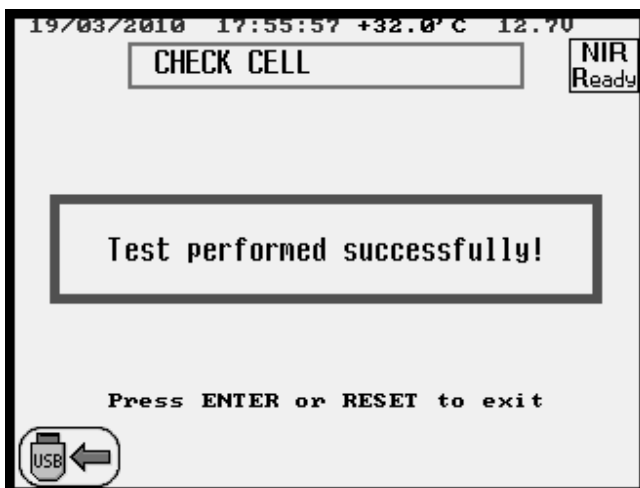 19/03/2010 17:55:57 +32.0°C 12.7V
CHECK CELL
NIR
Ready
Test performed successfully!
Press ENTER or RESET to exit
USB